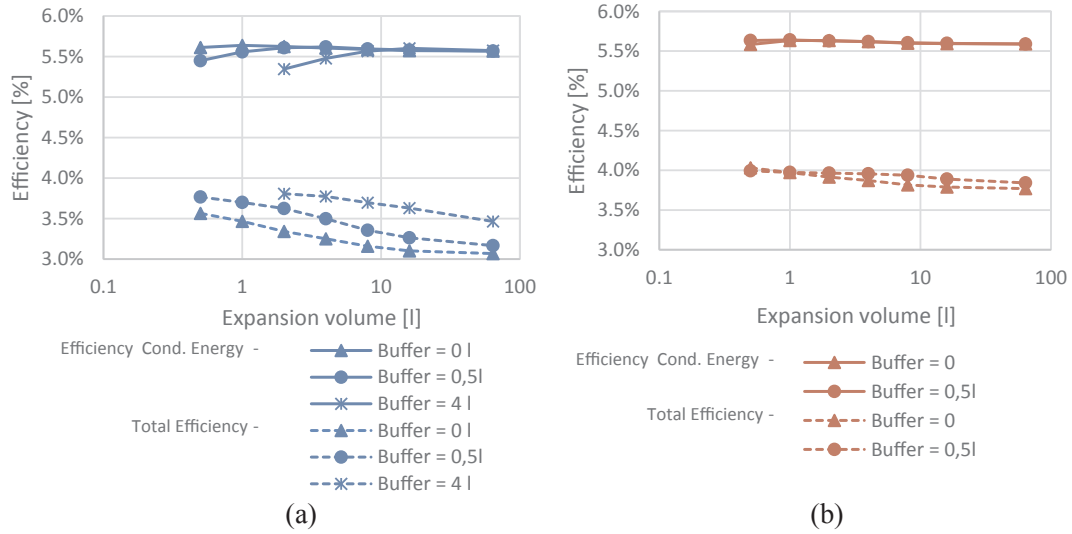 6.0%
5.5%
5.0%
4.5%
4.0%
3.5%
3.0%
Efficiency [%]
0.1 1 10 100
Expansion volume [l]
Efficiency Cond. Energy -
Buffer = 0 l
Buffer = 0,5l
Buffer = 4 l
Total Efficiency -
Buffer = 0 l
Buffer = 0,5l
Buffer = 4 l
(a)
6.0%
5.5%
5.0%
4.5%
4.0%
3.5%
3.0%
Efficiency [%]
0.1 1 10 100
Expansion volume [l]
Efficiency Cond. Energy -
Buffer = 0
Buffer = 0,5l
Total Efficiency -
Buffer = 0
Buffer = 0,5l
(b)